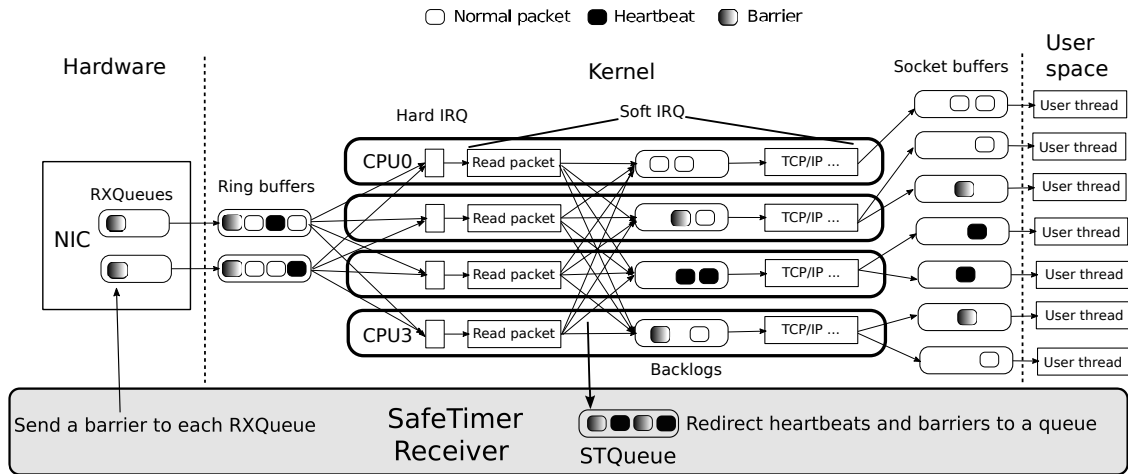 Normal packet
Heartbeat
Barrier
Hardware
Kernel
User
space
Socket buffers
Hard IRQ
Soft IRQ
NIC
RXQueues
Ring buffers
CPU0
Read packet
TCP/IP ...
Read packet
TCP/IP ...
Read packet
TCP/IP ...
CPU3
Read packet
TCP/IP ...
Backlogs
User thread
User thread
User thread
User thread
User thread
User thread
User thread
Send a barrier to each RXQueue
SafeTimer
Receiver
Redirect heartbeats and barriers to a queue
STQueue